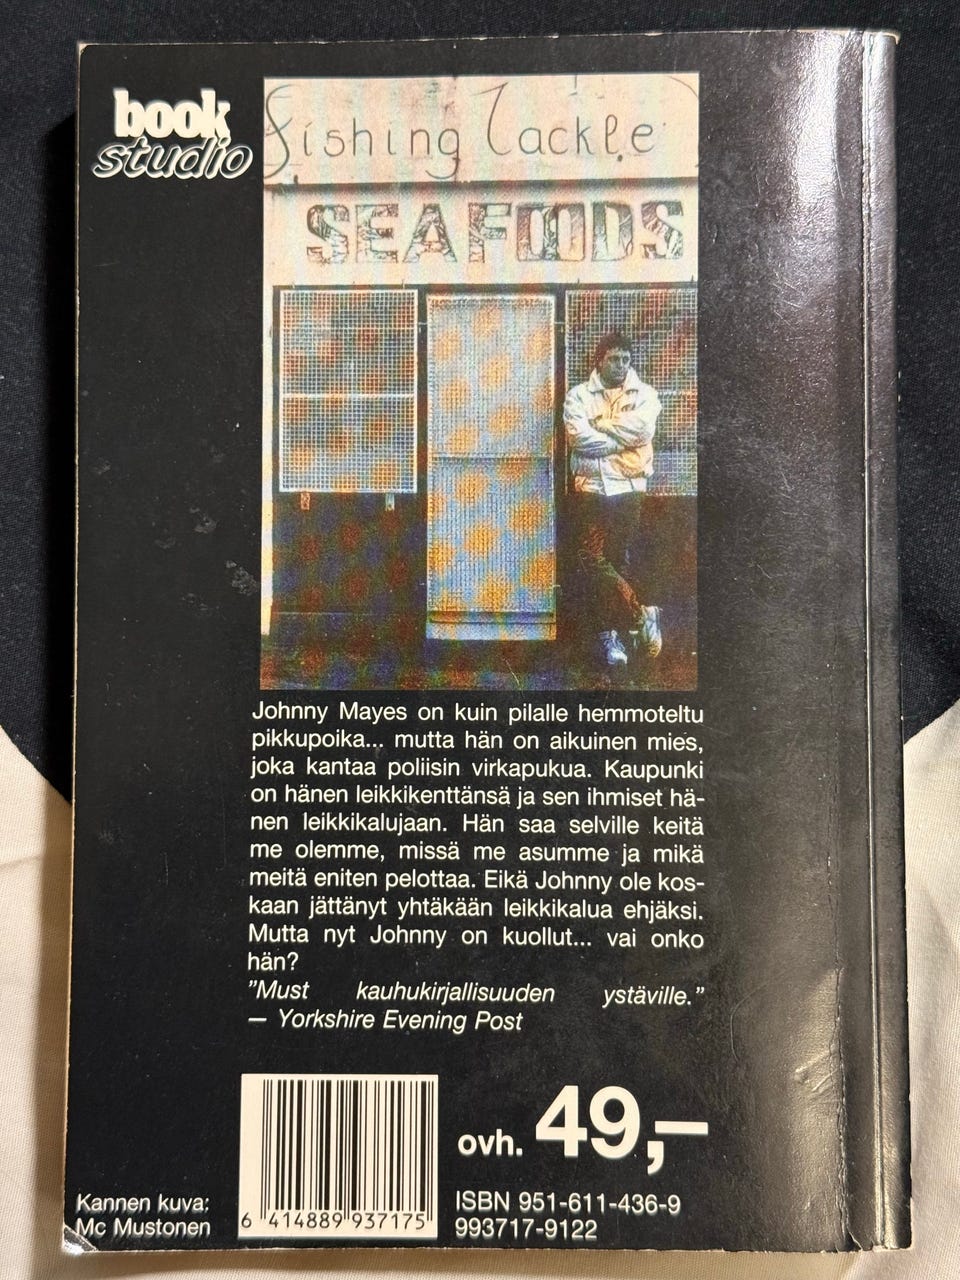 book
studio
fishing Tackle
SEAFOODS
Johnny Mayes on kuin pilalle hemmoteltu
pikkupoika... mutta hän on aikuinen mies,
joka kantaa poliisin virkapukua. Kaupunki
on hänen leikkikenttänsä ja sen ihmiset hä-
nen leikkikalujaan. Hän saa selville keitä
me olemme, missä me asumme ja mikä
meitä eniten pelottaa. Eikä Johnny ole kos-
kaan jättänyt yhtäkään leikkikalua ehjäksi.
Mutta nyt Johnny on kuollut... vai onko
hän?
”Must kauhukirjallisuuden ystäville.”
— Yorkshire Evening Post
ovh. 49,–
Kannen kuva:
Mc Mustonen
6 414889 937175
ISBN 951-611-436-9
993717-9122